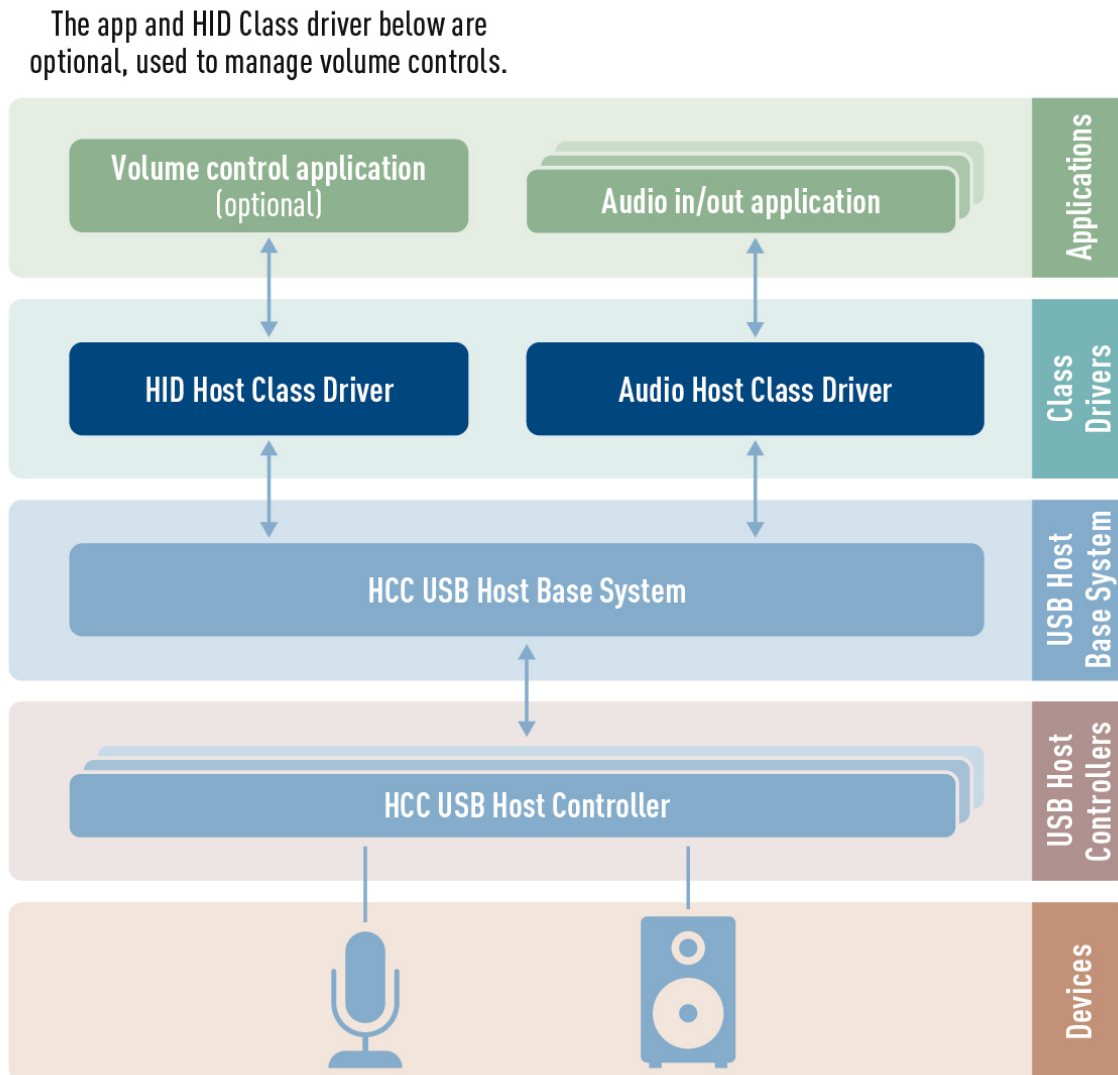 The app and HID Class driver below are
optional, used to manage volume controls.
Volume control application
(optional)
Audio in/out application
Applications
HID Host Class Driver
Audio Host Class Driver
Class
Drivers
HCC USB Host Base System
USB Host
Base System
HCC USB Host Controller
USB Host
Controllers
Devices